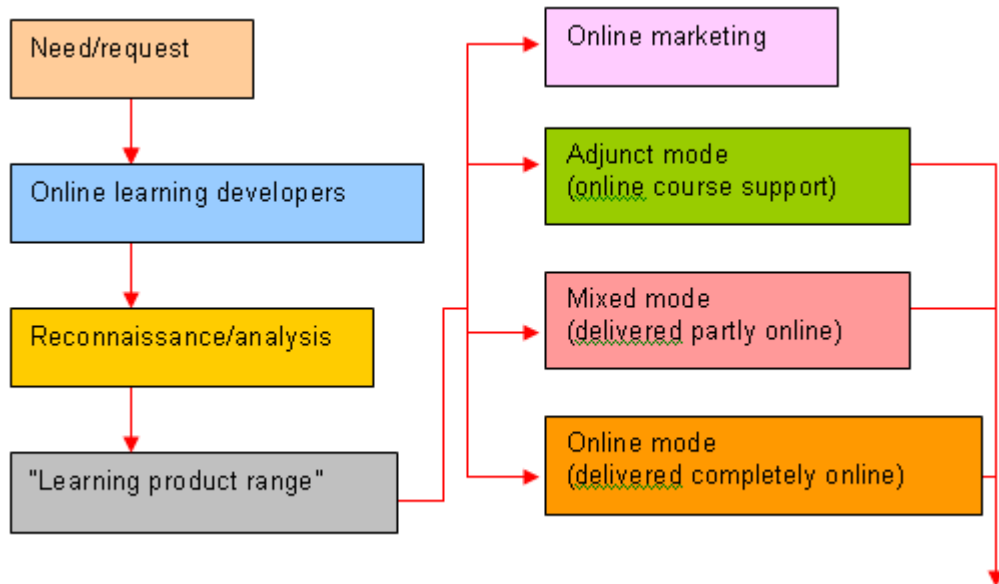 Need/request
Online learning developers
Reconnaissance/analysis
"Learning product range"
Online marketing
Adjunct mode
(online course support)
Mixed mode
(delivered partly online)
Online mode
(delivered completely online)